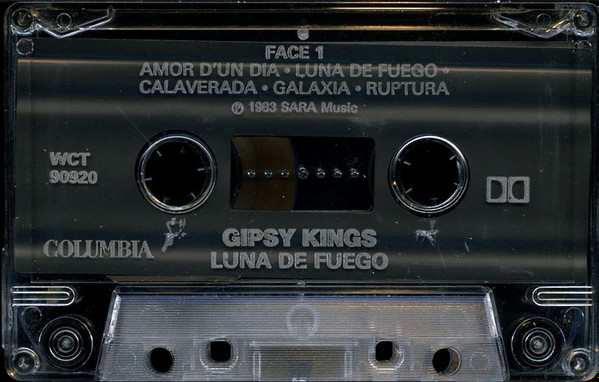 FACE 1
AMOR D'UN DIA • LUNA DE FUEGO •
CALAVERADA • GALAXIA • RUPTURA
℗ 1983 SARA Music
WCT
90920
COLUMBIA
GIPSY KINGS
LUNA DE FUEGO